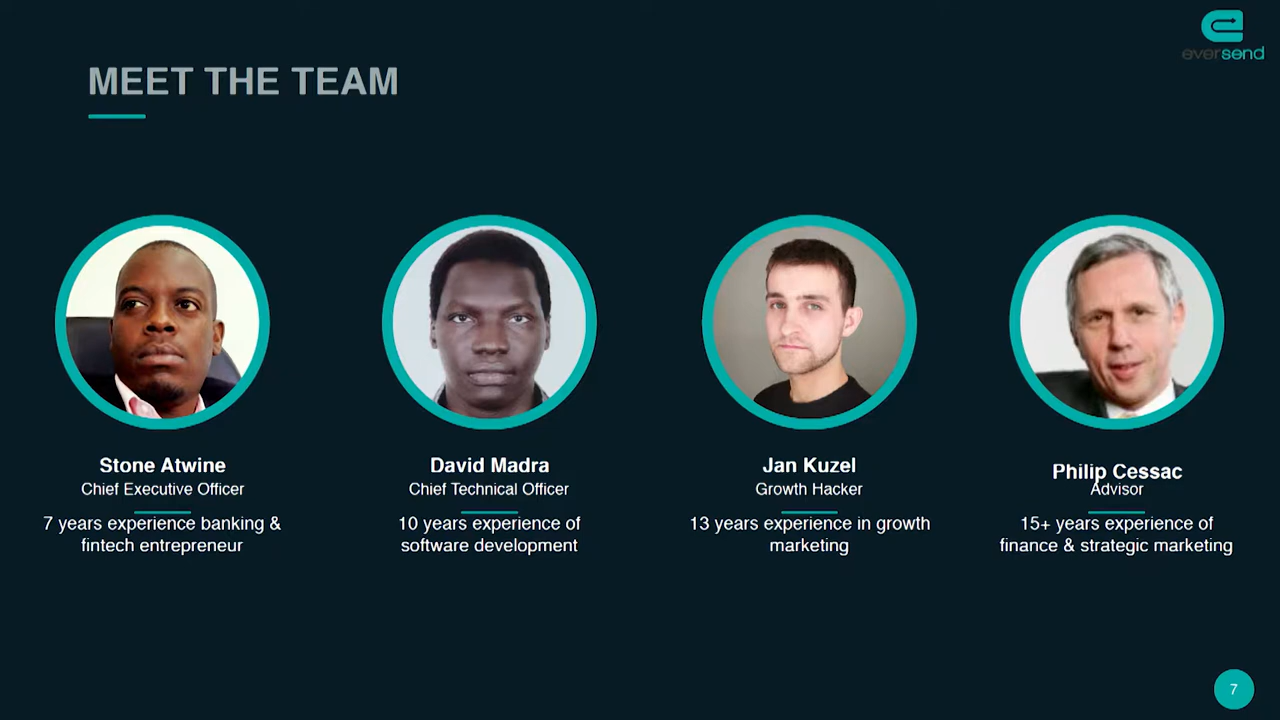 eversend
MEET THE TEAM
Stone Atwine
Chief Executive Officer
7 years experience banking &
fintech entrepreneur
David Madra
Chief Technical Officer
10 years experience of
software development
Jan Kuzel
Growth Hacker
13 years experience in growth
marketing
Philip Cessac
Advisor
15+ years experience of
finance & strategic marketing
7